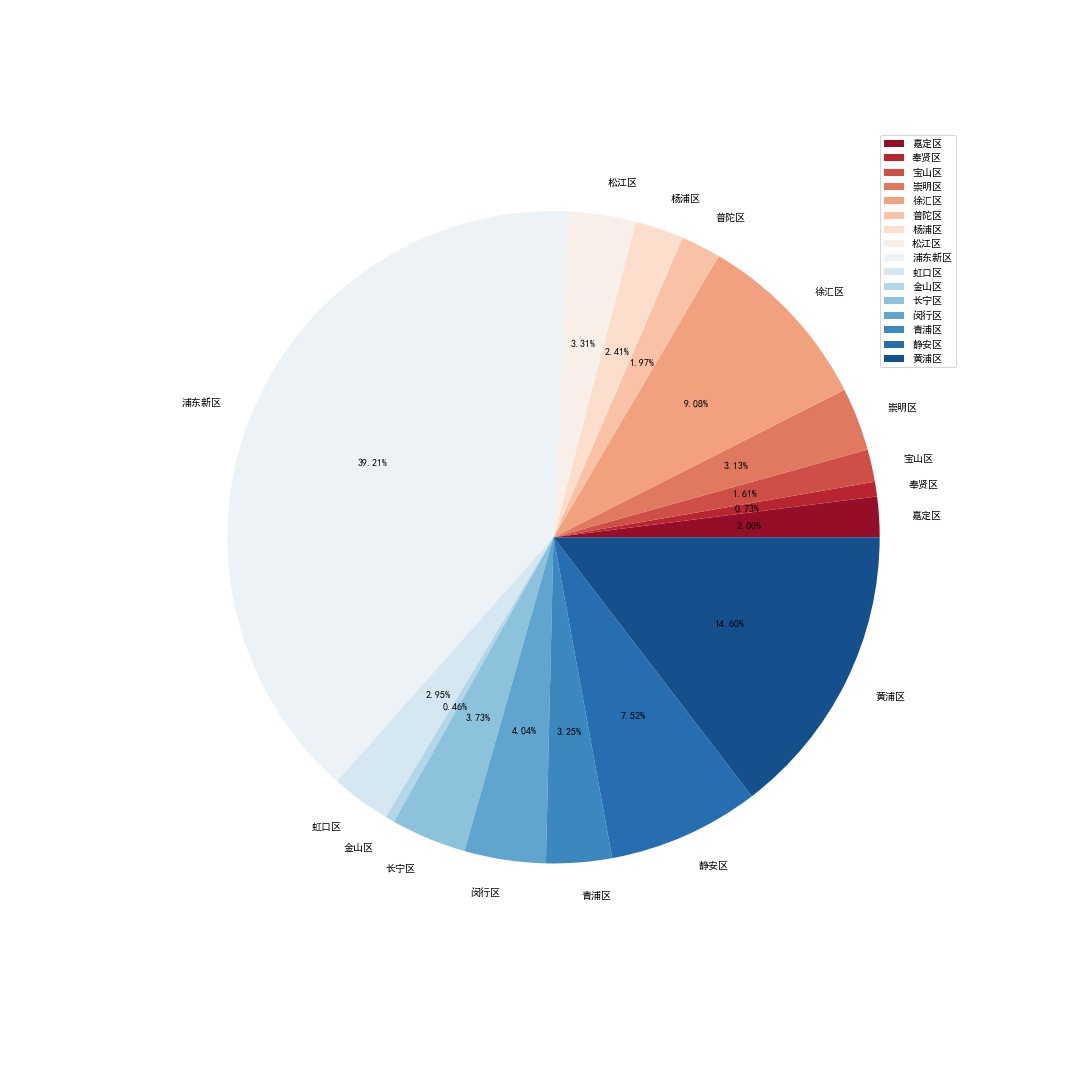 嘉定区
奉贤区
宝山区
崇明区
徐汇区
普陀区
杨浦区
松江区
浦东新区
虹口区
金山区
长宁区
闵行区
青浦区
静安区
黄浦区
松江区
杨浦区
普陀区
徐汇区
浦东新区
崇明区
宝山区
奉贤区
嘉定区
黄浦区
虹口区
金山区
长宁区
闵行区
青浦区
静安区
3.31%
2.41%
1.97%
9.08%
39.21%
3.13%
1.61%
0.73%
2.00%
14.60%
2.95%
0.46%
3.73%
4.04%
3.25%
7.52%